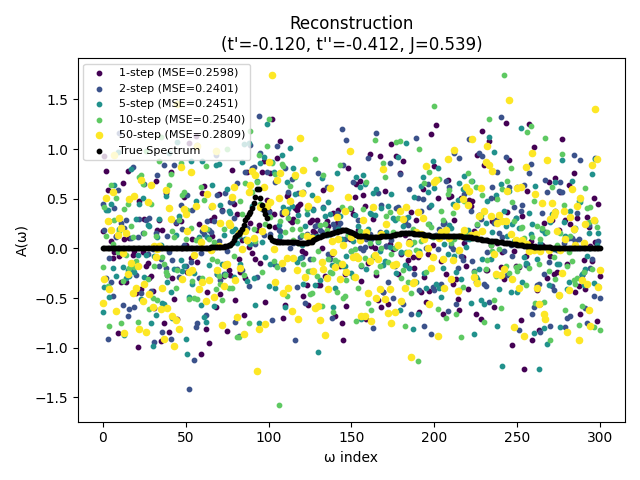 Reconstruction
(t'=-0.120, t''=-0.412, J=0.539)
1-step (MSE=0.2598)
2-step (MSE=0.2401)
5-step (MSE=0.2451)
10-step (MSE=0.2540)
50-step (MSE=0.2809)
True Spectrum
A(ω)
1.5
1.0
0.5
0.0
−0.5
−1.0
−1.5
0 50 100 150 200 250 300
ω index